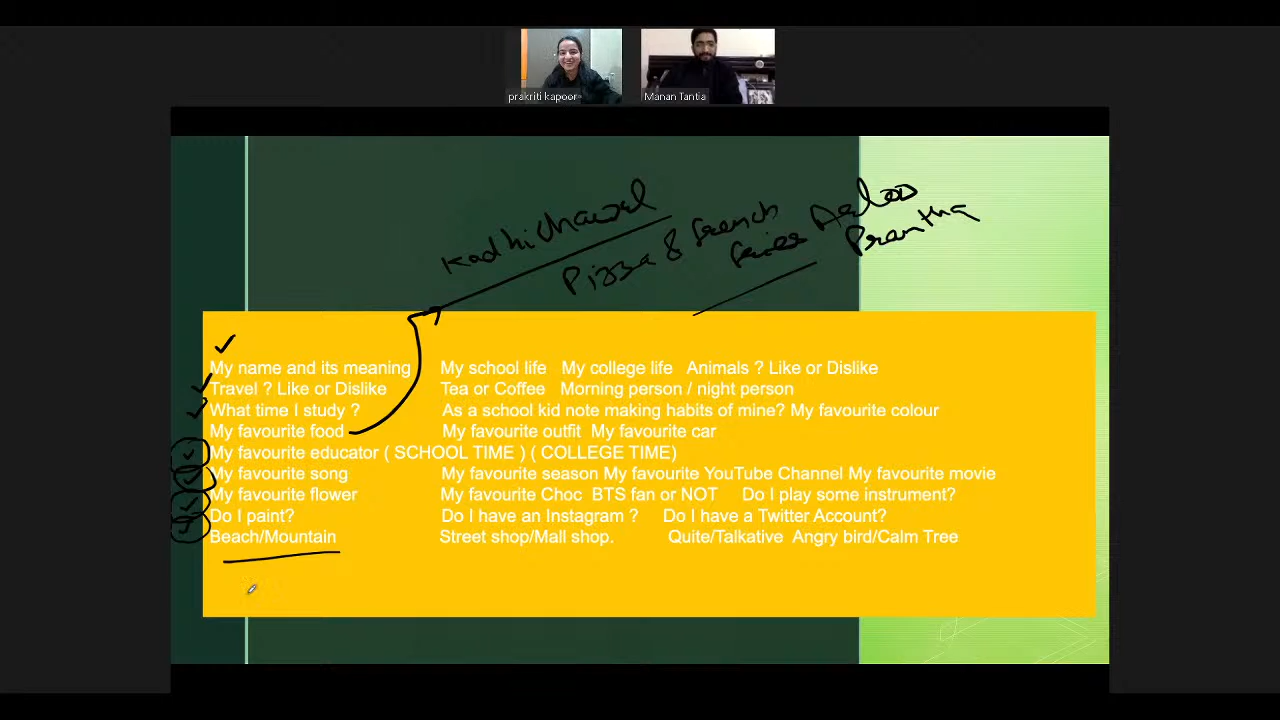 prakriti kapoor
Manan Tantia
Kadhi Chawal
Pizza & french fries
Aaloo Prantha
My name and its meaning My school life My college life Animals ? Like or Dislike
Travel ? Like or Dislike Tea or Coffee Morning person / night person
What time I study ? As a school kid note making habits of mine? My favourite colour
My favourite food My favourite outfit My favourite car
My favourite educator ( SCHOOL TIME ) ( COLLEGE TIME)
My favourite song My favourite season My favourite YouTube Channel My favourite movie
My favourite flower My favourite Choc BTS fan or NOT Do I play some instrument?
Do I paint? Do I have an Instagram ? Do I have a Twitter Account?
Beach/Mountain Street shop/Mall shop. Quite/Talkative Angry bird/Calm Tree